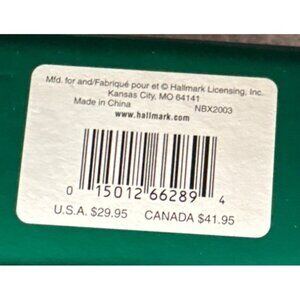 Mfd. for and/Fabriqué pour et © Hallmark Licensing, Inc.
Kansas City, MO 64141
Made in China NBX2003
www.hallmark.com
0 15012 66289 4
U.S.A. $29.95 CANADA $41.95